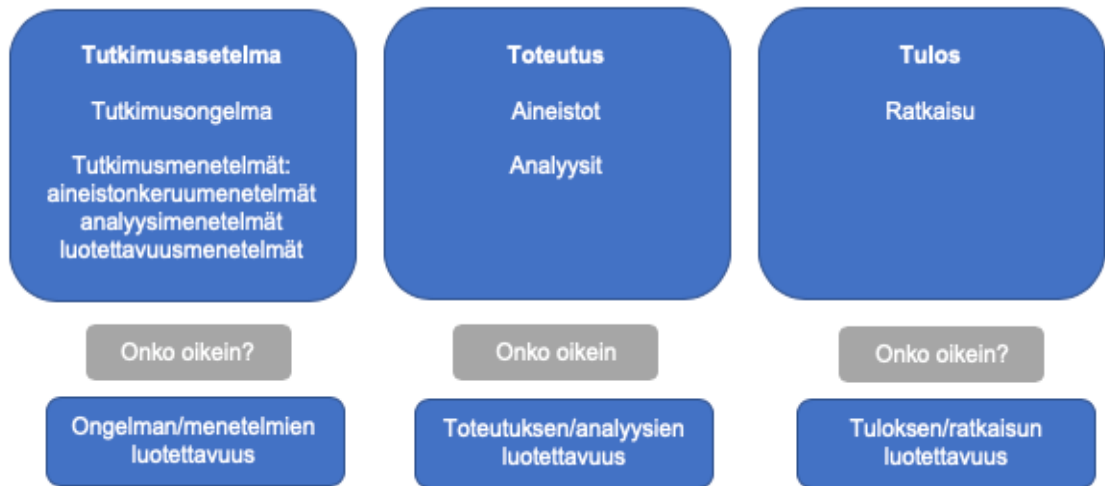 Tutkimusasetelma
Tutkimusongelma
Tutkimusmenetelmät:
aineistonkeruumenetelmät
analyysimenetelmät
luotettavuusmenetelmät
Toteutus
Aineistot
Analyysit
Tulos
Ratkaisu
Onko oikein?
Onko oikein
Onko oikein?
Ongelman/menetelmien
luotettavuus
Toteutuksen/analyysien
luotettavuus
Tuloksen/ratkaisun
luotettavuus